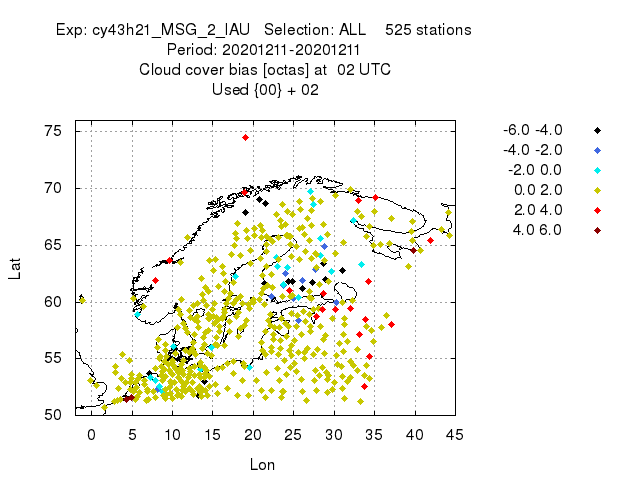 Exp: cy43h21_MSG_2_IAU   Selection: ALL    525 stations
Period: 20201211-20201211
Cloud cover bias [octas] at  02 UTC
Used {00} + 02
-6.0 -4.0
-4.0 -2.0
-2.0 0.0
0.0 2.0
2.0 4.0
4.0 6.0
75
70
65
60
55
50
Lat
0 5 10 15 20 25 30 35 40 45
Lon